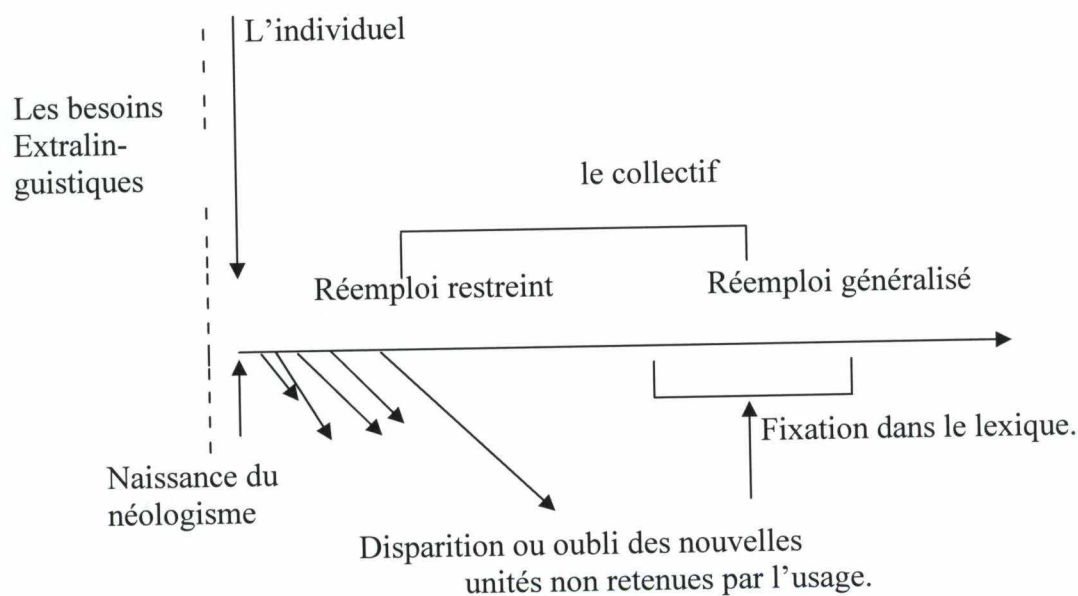 L’individuel
Les besoins
Extralin-
guistiques
le collectif
Réemploi restreint
Réemploi généralisé
Fixation dans le lexique.
Naissance du
néologisme
Disparition ou oubli des nouvelles
unités non retenues par l’usage.